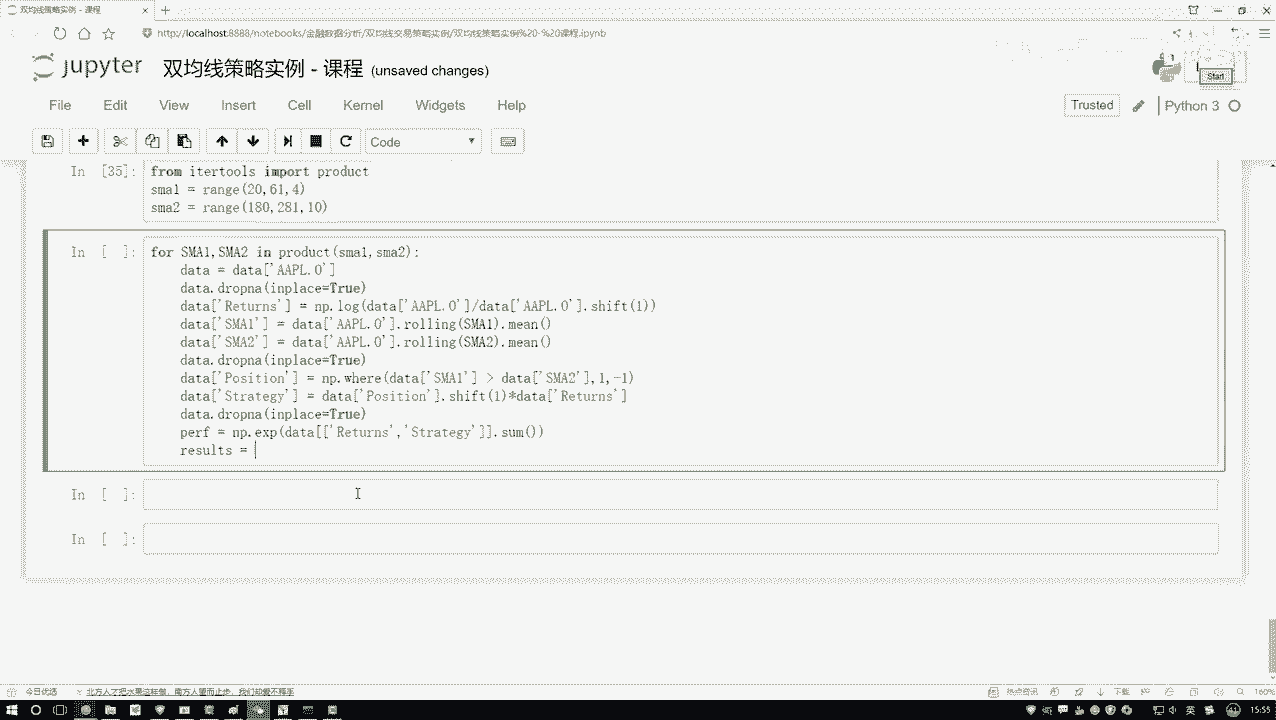 双均线策略实例 - 课程
http://localhost:8888/notebooks/金融数据分析/双均线交易策略实例/双均线策略实例%20-%20课程.ipynb
jupyter 双均线策略实例 - 课程 (unsaved changes)
Start
File Edit View Insert Cell Kernel Widgets Help
Trusted Python 3
Code
In [35]:
from itertools import product
sma1 = range(20,61,4)
sma2 = range(180,281,10)
In [ ]:
for SMA1,SMA2 in product(sma1,sma2):
data = data['AAPL.O']
data.dropna(inplace=True)
data['Returns'] = np.log(data['AAPL.O']/data['AAPL.O'].shift(1))
data['SMA1'] = data['AAPL.O'].rolling(SMA1).mean()
data['SMA2'] = data['AAPL.O'].rolling(SMA2).mean()
data.dropna(inplace=True)
data['Position'] = np.where(data['SMA1'] > data['SMA2'],1,-1)
data['Strategy'] = data['Position'].shift(1)*data['Returns']
data.dropna(inplace=True)
perf = np.exp(data[['Returns','Strategy']].sum())
results =
In [ ]:
In [ ]:
今日优选 北方人才把水果这样做，南方人望而止步，我们却爱不释手
热点资讯 下载 160%
英 15:55